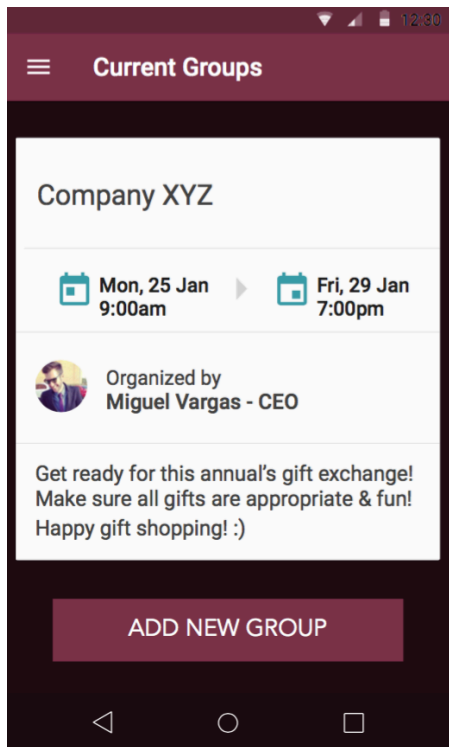 12:30
Current Groups
Company XYZ
Mon, 25 Jan
9:00am
Fri, 29 Jan
7:00pm
Organized by
Miguel Vargas - CEO
Get ready for this annual's gift exchange!
Make sure all gifts are appropriate & fun!
Happy gift shopping! :)
ADD NEW GROUP